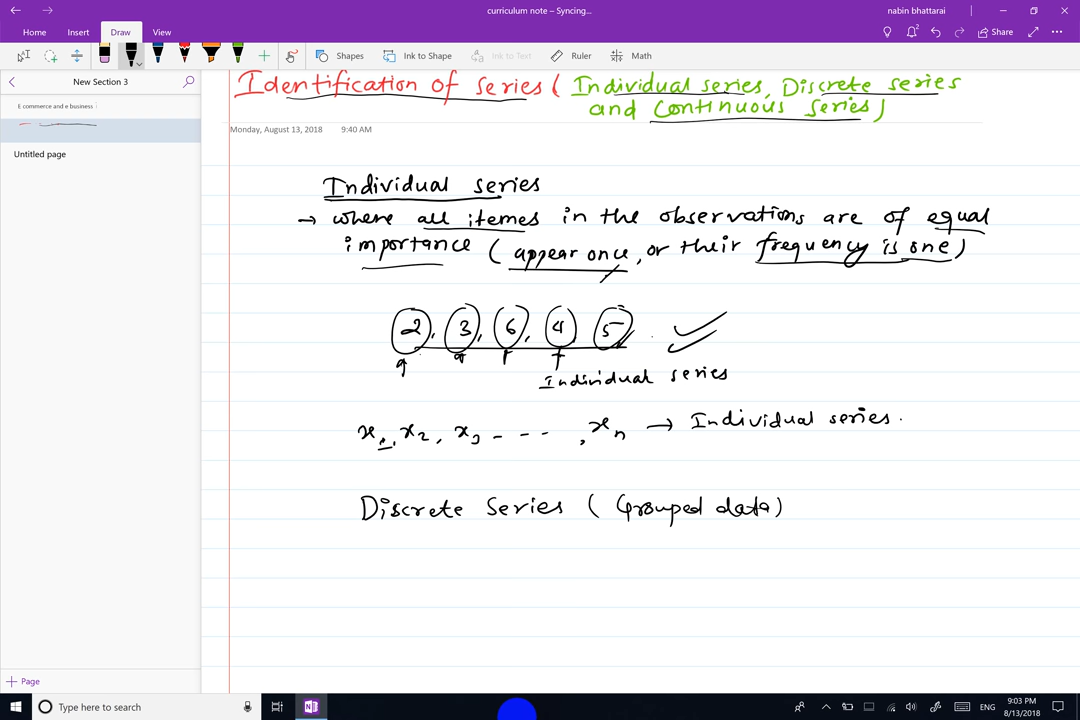 curriculum note – Syncing...
nabin bhattarai
Home
Insert
Draw
View
Share
Shapes
Ink to Shape
Ink to Text
Ruler
Math
New Section 3
E commerce and e business
Untitled page
Page
Identification of Series ( Individual series, Discrete series
and Continuous Series)
Monday, August 13, 2018 9:40 AM
Individual series
→ where all itemes in the observations are of equal
importance ( appear once, or their frequency is one)
2, 3, 6, 4, 5
Individual series
x1, x2, x3 - - - - , xn → Individual series.
Discrete Series ( Grouped data)
Type here to search
ENG
9:03 PM
8/13/2018